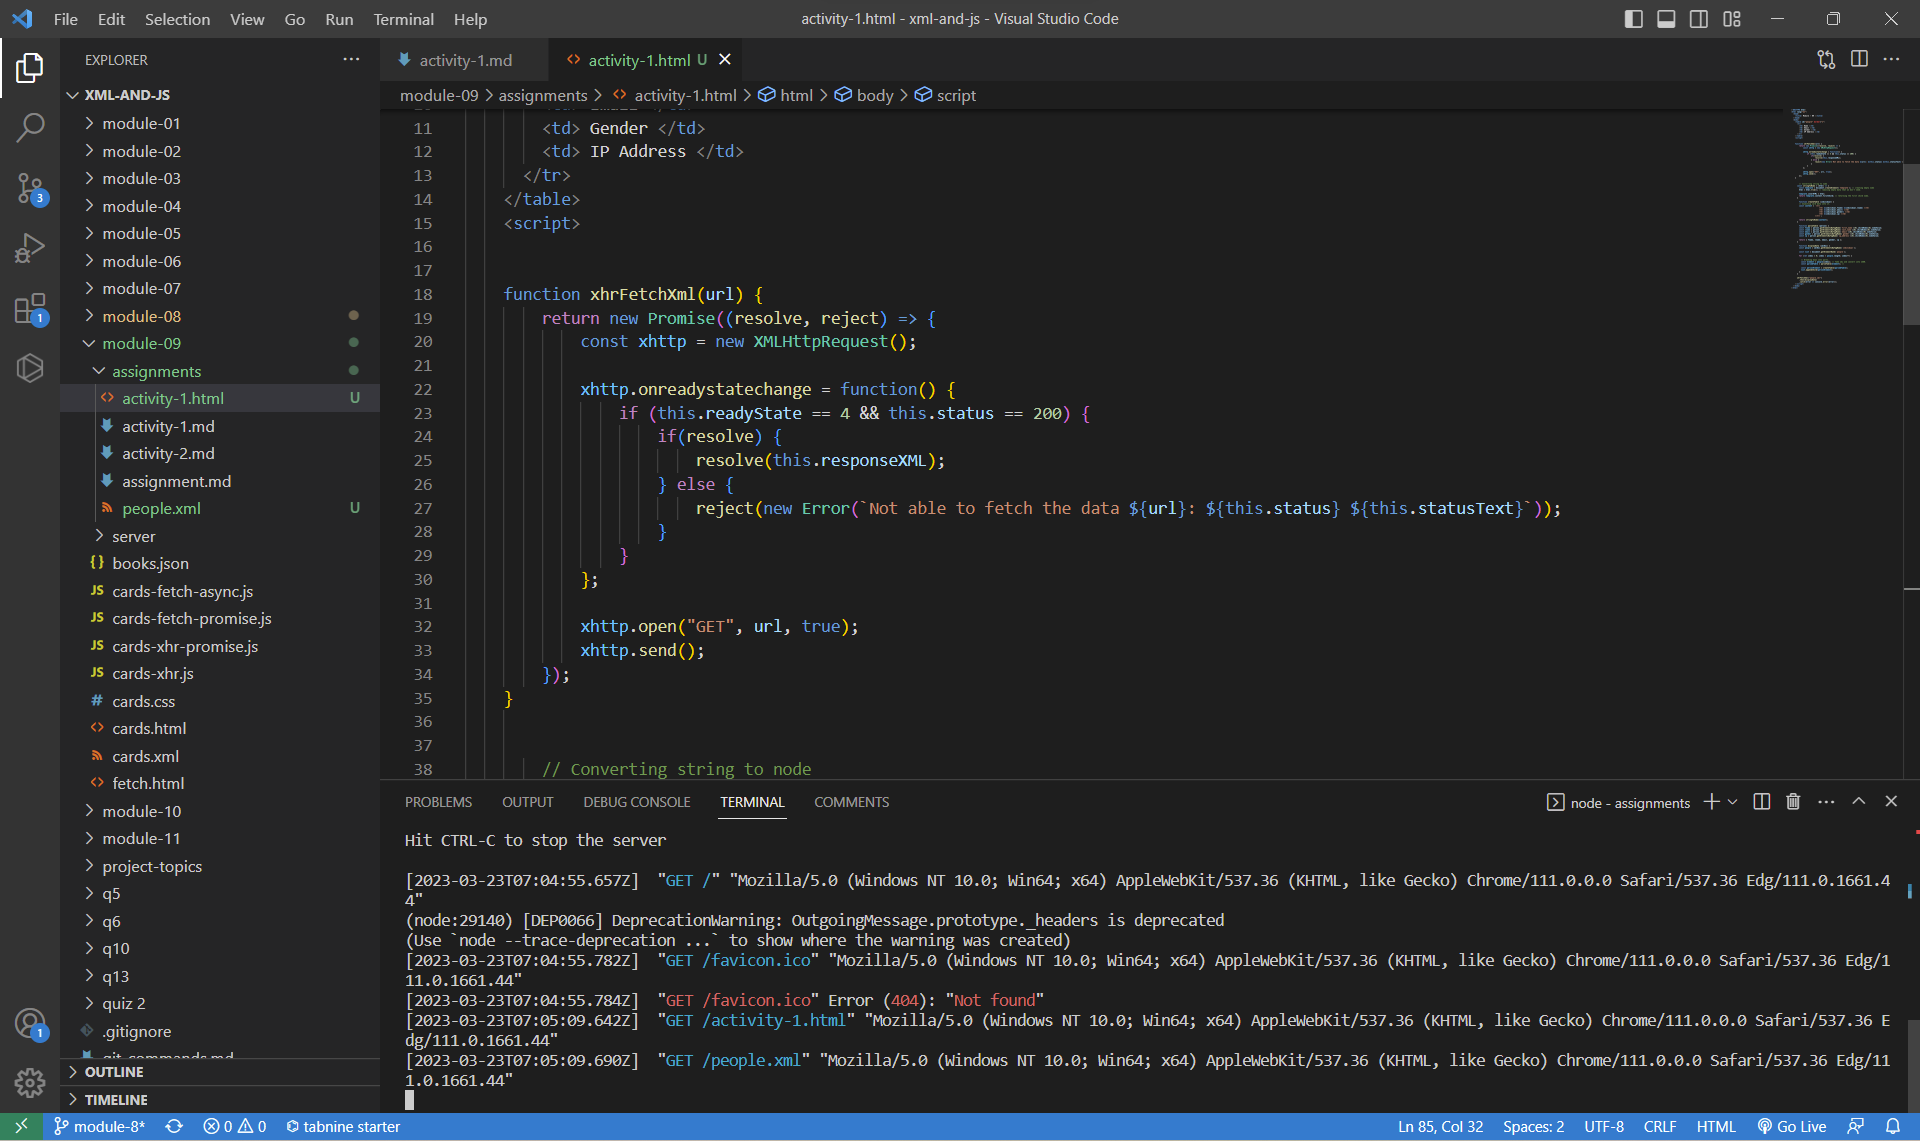 File Edit Selection View Go Run Terminal Help
activity-1.html - xml-and-js - Visual Studio Code
EXPLORER
XML-AND-JS
module-01
module-02
module-03
module-04
module-05
module-06
module-07
module-08
module-09
assignments
activity-1.html U
activity-1.md
activity-2.md
assignment.md
people.xml U
server
books.json
JS cards-fetch-async.js
JS cards-fetch-promise.js
JS cards-xhr-promise.js
JS cards-xhr.js
# cards.css
cards.html
cards.xml
fetch.html
module-10
module-11
project-topics
q5
q6
q10
q13
quiz 2
.gitignore
git-commands.md
OUTLINE
TIMELINE
3
1
1
activity-1.md
activity-1.html U
module-09 > assignments > activity-1.html > html > body > script
11 <td> Gender </td>
12 <td> IP Address </td>
13 </tr>
14 </table>
15 <script>
16
17
18 function xhrFetchXml(url) {
19 return new Promise((resolve, reject) => {
20 const xhttp = new XMLHttpRequest();
21
22 xhttp.onreadystatechange = function() {
23 if (this.readyState == 4 && this.status == 200) {
24 if(resolve) {
25 resolve(this.responseXML);
26 } else {
27 reject(new Error(`Not able to fetch the data ${url}: ${this.status} ${this.statusText}`));
28 }
29 }
30 };
31
32 xhttp.open("GET", url, true);
33 xhttp.send();
34 });
35 }
36
37
38 // Converting string to node
PROBLEMS OUTPUT DEBUG CONSOLE TERMINAL COMMENTS
node - assignments
Hit CTRL-C to stop the server
[2023-03-23T07:04:55.657Z] "GET /" "Mozilla/5.0 (Windows NT 10.0; Win64; x64) AppleWebKit/537.36 (KHTML, like Gecko) Chrome/111.0.0.0 Safari/537.36 Edg/111.0.1661.4
4"
(node:29140) [DEP0066] DeprecationWarning: OutgoingMessage.prototype._headers is deprecated
(Use `node --trace-deprecation ...` to show where the warning was created)
[2023-03-23T07:04:55.782Z] "GET /favicon.ico" "Mozilla/5.0 (Windows NT 10.0; Win64; x64) AppleWebKit/537.36 (KHTML, like Gecko) Chrome/111.0.0.0 Safari/537.36 Edg/1
11.0.1661.44"
[2023-03-23T07:04:55.784Z] "GET /favicon.ico" Error (404): "Not found"
[2023-03-23T07:05:09.642Z] "GET /activity-1.html" "Mozilla/5.0 (Windows NT 10.0; Win64; x64) AppleWebKit/537.36 (KHTML, like Gecko) Chrome/111.0.0.0 Safari/537.36 E
dg/111.0.1661.44"
[2023-03-23T07:05:09.690Z] "GET /people.xml" "Mozilla/5.0 (Windows NT 10.0; Win64; x64) AppleWebKit/537.36 (KHTML, like Gecko) Chrome/111.0.0.0 Safari/537.36 Edg/11
1.0.1661.44"
module-8* 0 0 tabnine starter
Ln 85, Col 32 Spaces: 2 UTF-8 CRLF HTML Go Live